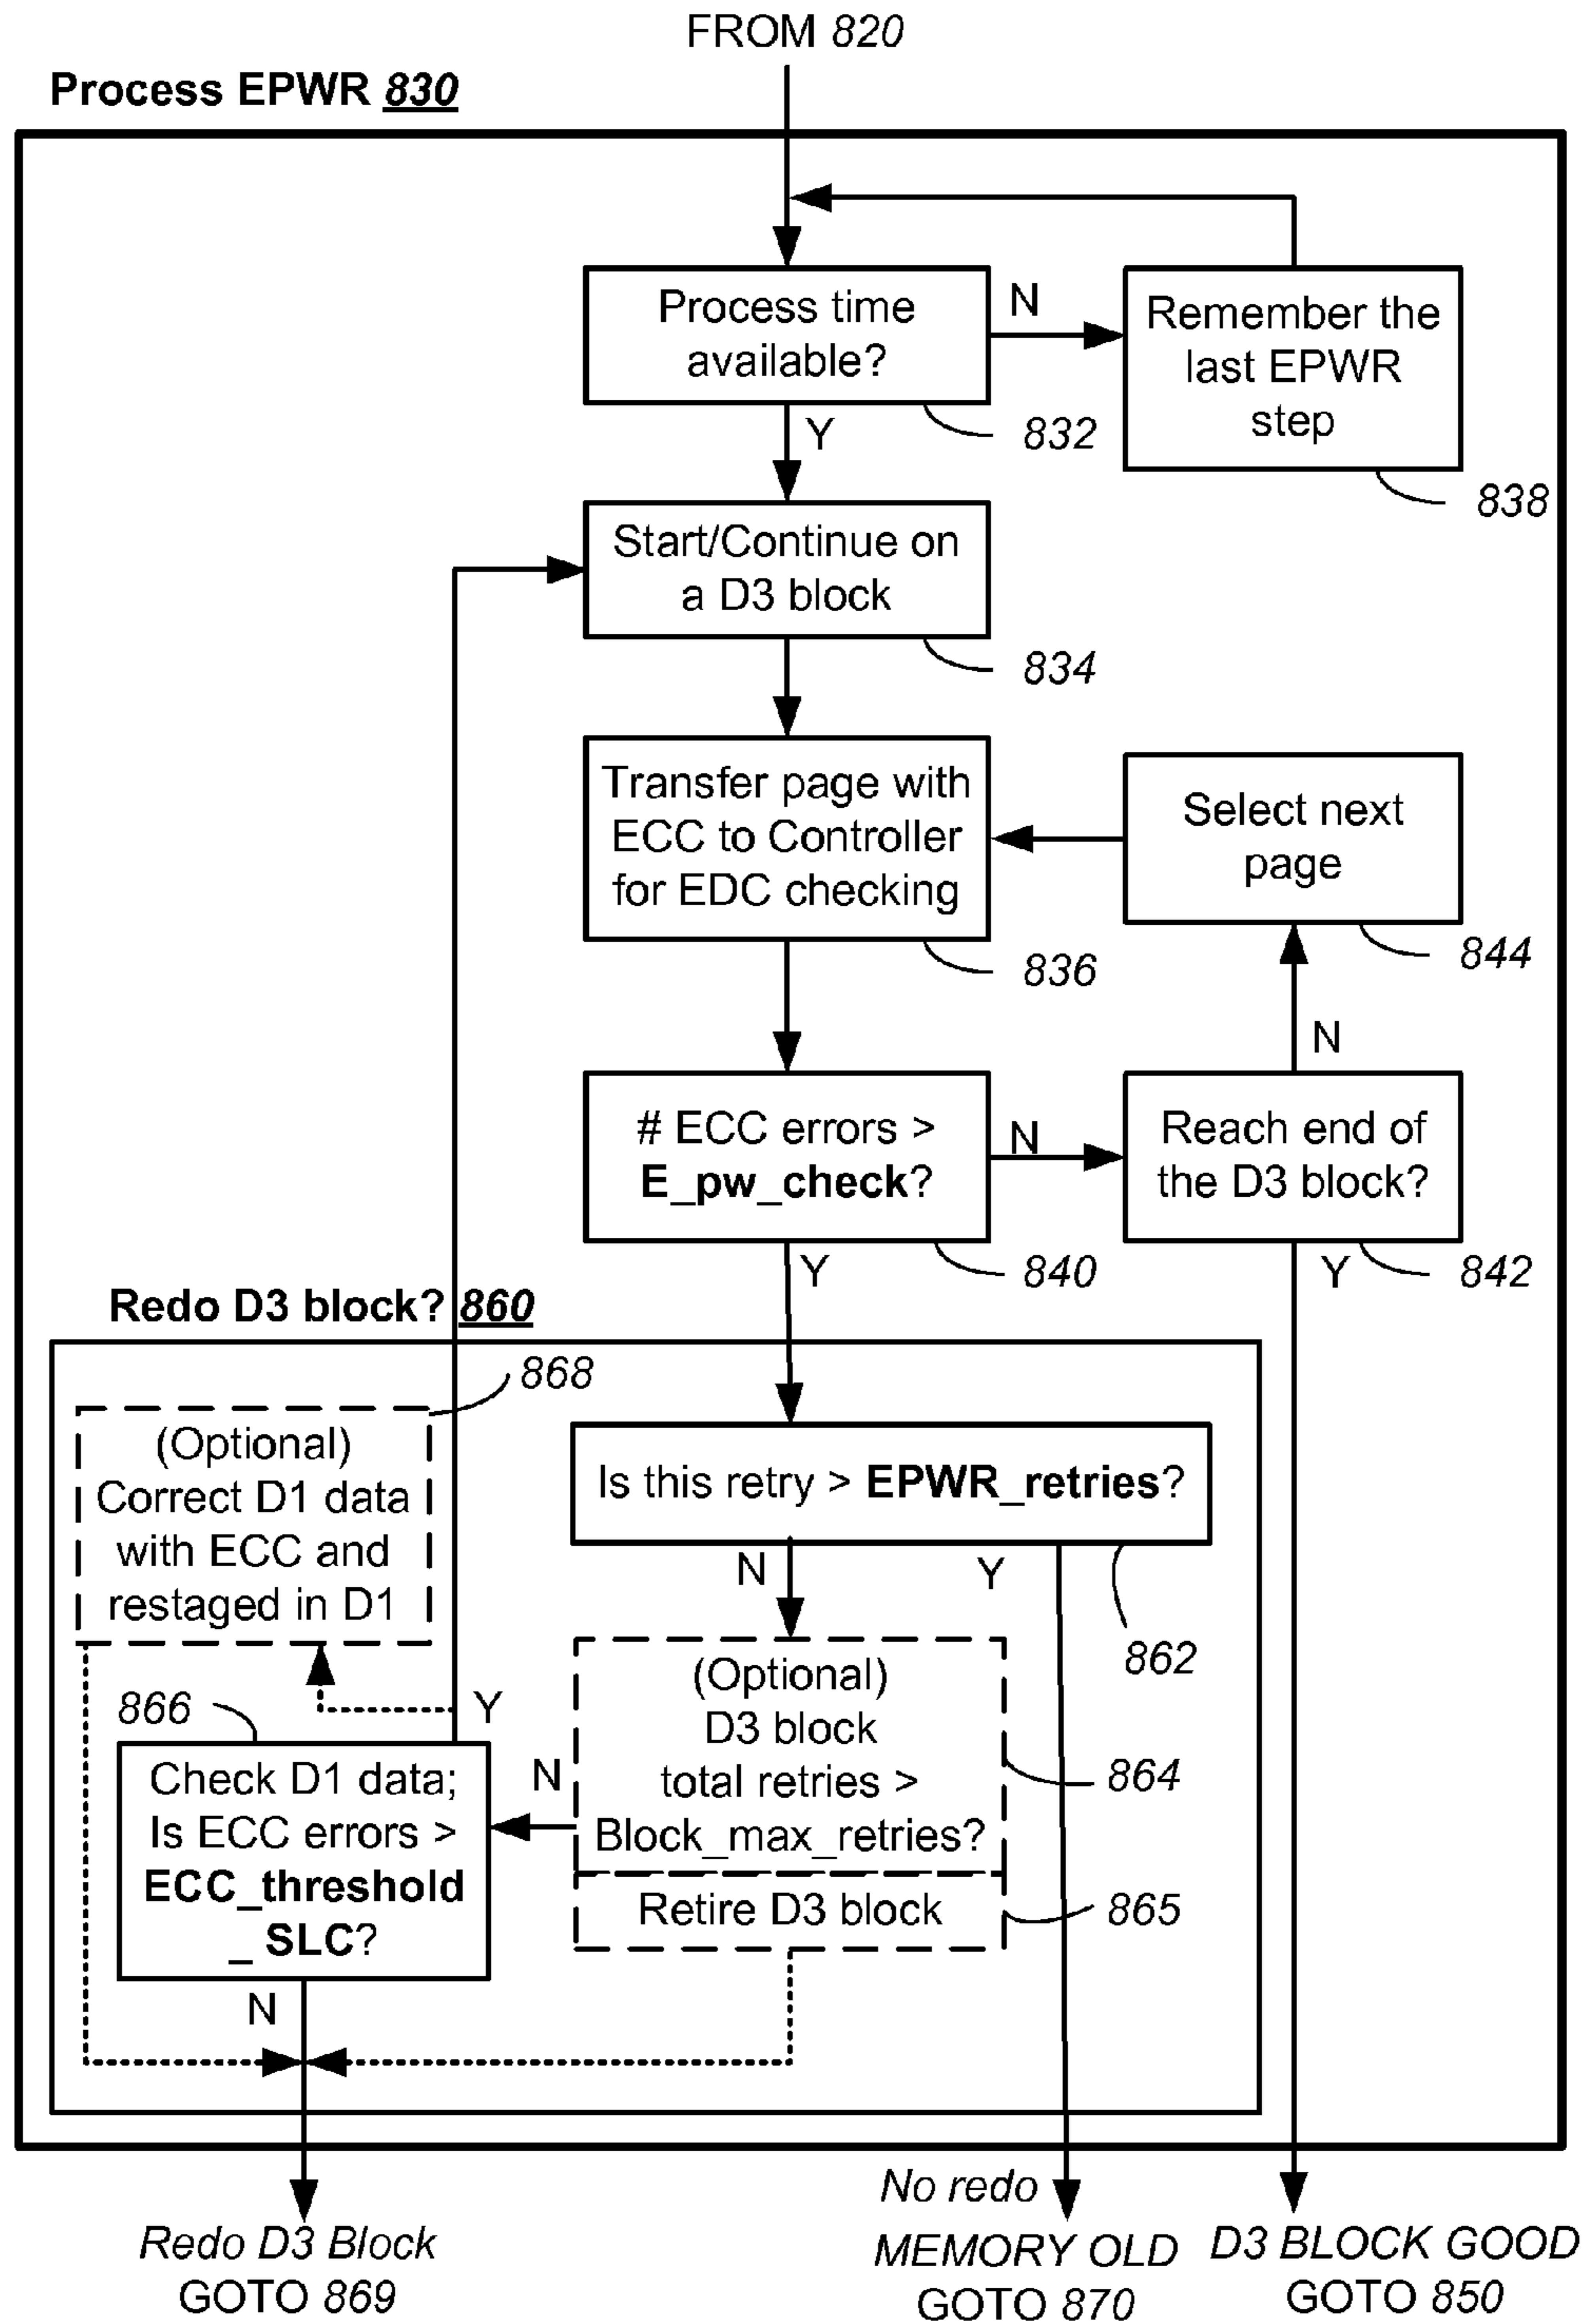 FROM 820
Process EPWR 830
Process time
available?
N
Remember the
last EPWR
step
832
Y
838
Start/Continue on
a D3 block
834
Transfer page with
ECC to Controller
for EDC checking
Select next
page
836
844
N
# ECC errors >
E_pw_check?
N
Reach end of
the D3 block?
Y
840
Y
842
Redo D3 block? 860
868
(Optional)
Correct D1 data
with ECC and
restaged in D1
Is this retry > EPWR_retries?
N
Y
862
(Optional)
D3 block
total retries >
Block_max_retries?
864
Retire D3 block
865
866
Y
Check D1 data;
Is ECC errors >
ECC_threshold
_ SLC?
N
N
Redo D3 Block
GOTO 869
No redo
MEMORY OLD
GOTO 870
D3 BLOCK GOOD
GOTO 850